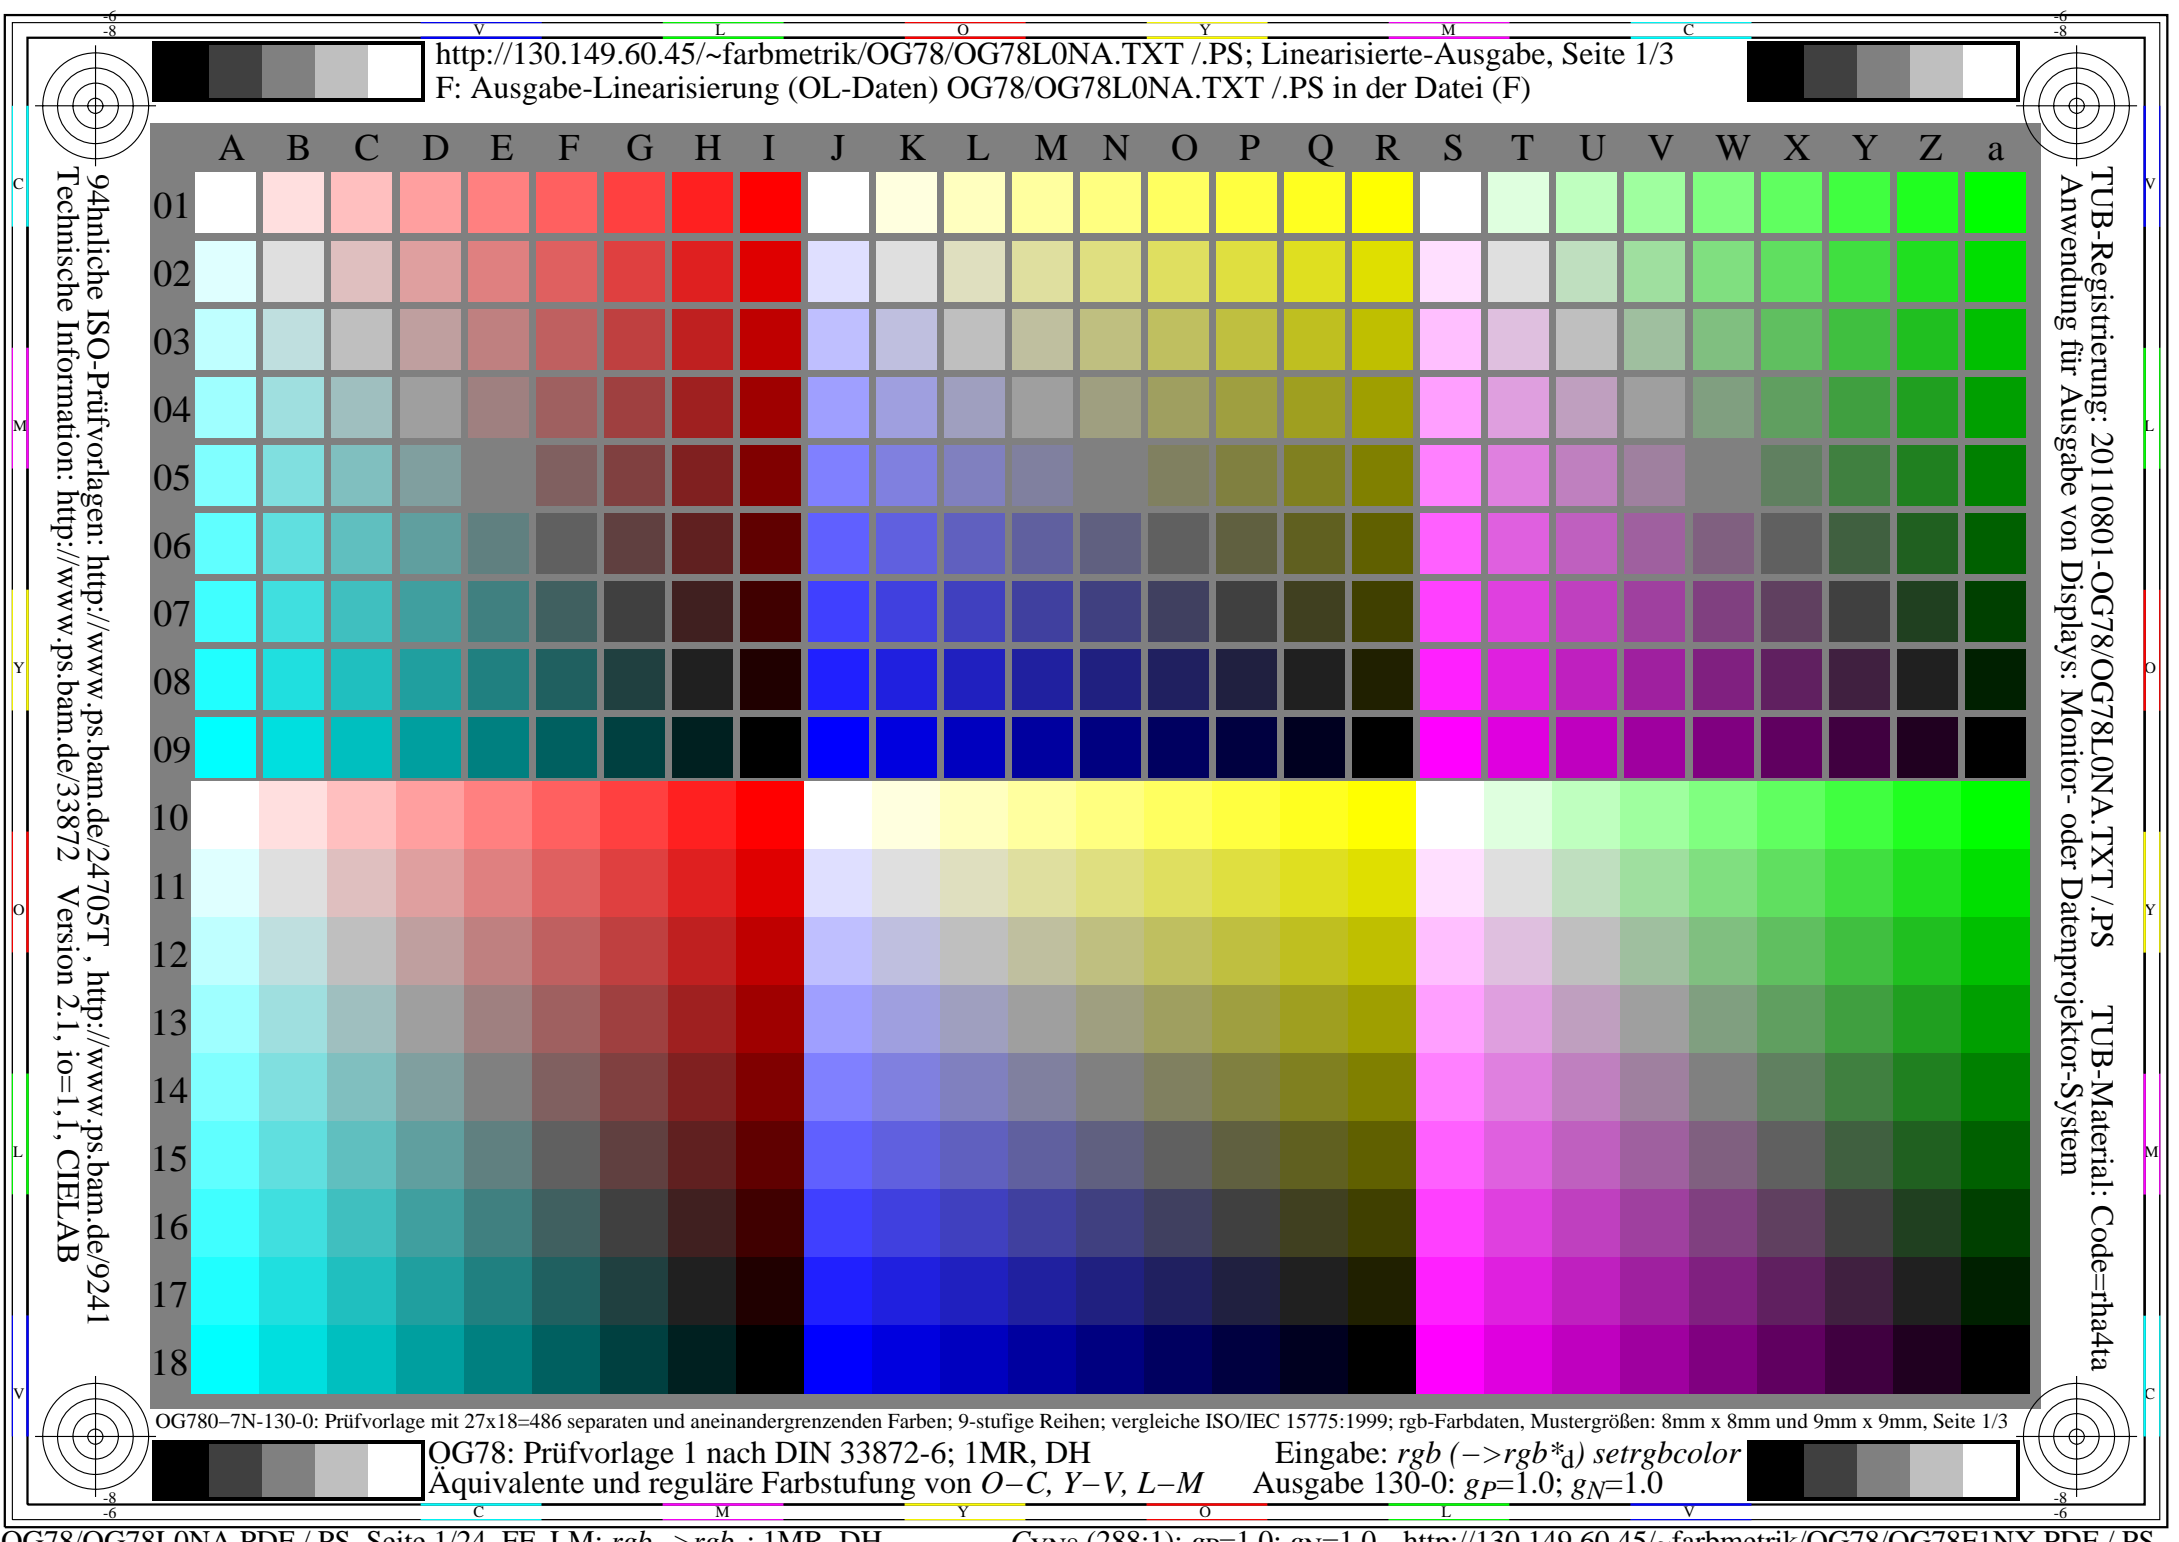 -6
-8
V L O Y M C
-6
-8
http://130.149.60.45/~farbmetrik/OG78/OG78L0NA.TXT /.PS; Linearisierte-Ausgabe, Seite 1/3
F: Ausgabe-Linearisierung (OL-Daten) OG78/OG78L0NA.TXT /.PS in der Datei (F)
A B C D E F G H I J K L M N O P Q R S T U V W X Y Z a
01
02
03
04
05
06
07
08
09
10
11
12
13
14
15
16
17
18
C
M
Y
O
L
V
94hnliche ISO-Prüfvorlagen: http://www.ps.bam.de/24705T , http://www.ps.bam.de/9241
Technische Information: http://www.ps.bam.de/33872 Version 2.1, io=1,1, CIELAB
TUB-Registrierung: 20110801-OG78/OG78L0NA.TXT /.PS TUB-Material: Code=rha4ta
Anwendung für Ausgabe von Displays: Monitor- oder Datenprojektor-System
V
L
O
Y
M
C
OG780–7N-130-0: Prüfvorlage mit 27x18=486 separaten und aneinandergrenzenden Farben; 9-stufige Reihen; vergleiche ISO/IEC 15775:1999; rgb-Farbdaten, Mustergrößen: 8mm x 8mm und 9mm x 9mm, Seite 1/3
OG78: Prüfvorlage 1 nach DIN 33872-6; 1MR, DH Eingabe: rgb (–>rgb*d) setrgbcolor
Äquivalente und reguläre Farbstufung von O–C, Y–V, L–M Ausgabe 130-0: gP=1.0; gN=1.0
-8
-6
C M Y O L V
-8
-6